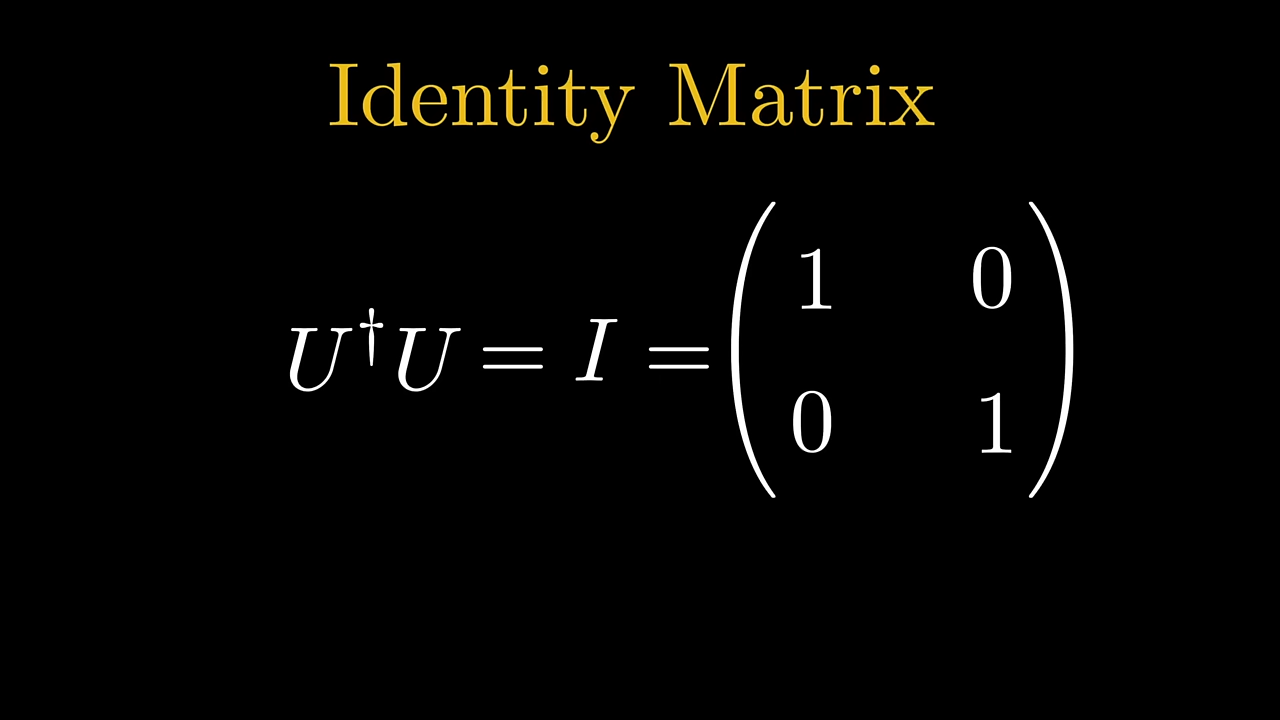 Identity Matrix
U†U = I = (1 0
0 1)